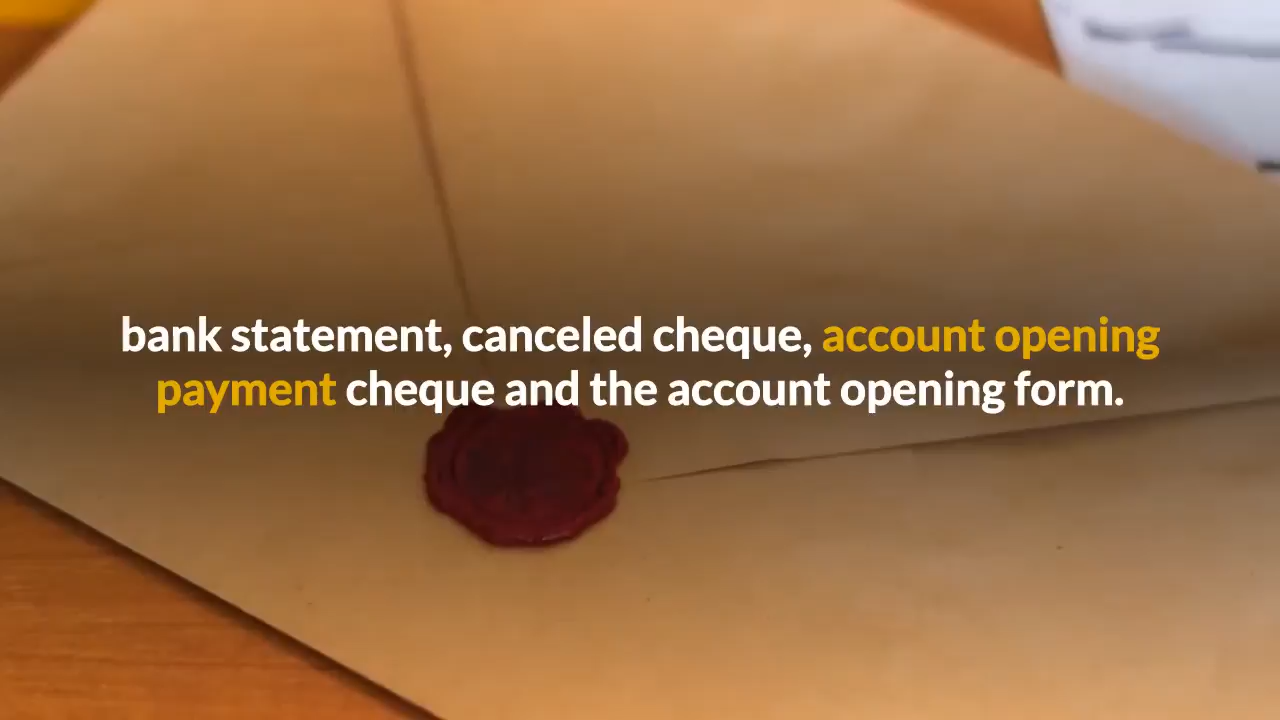 bank statement, canceled cheque, account opening
payment cheque and the account opening form.